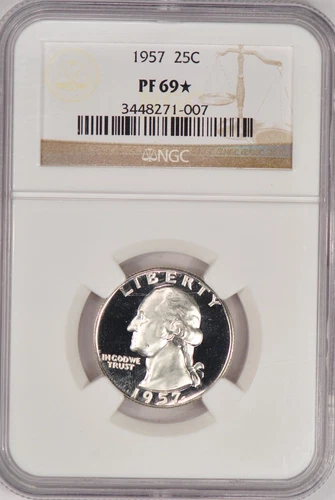 1957 25C
PF 69★
3448271-007
NGC
LIBERTY
IN GOD WE
TRUST
1957